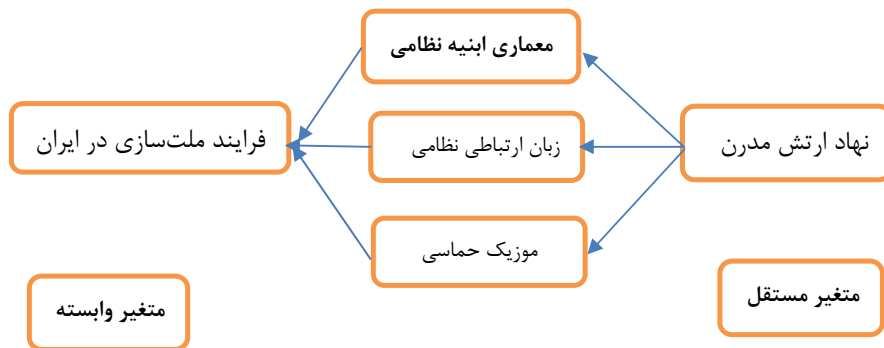 معماری ابنیه نظامی
نهاد ارتش مدرن
زبان ارتباطی نظامی
فرایند ملت‌سازی در ایران
موزیک حماسی
متغیر مستقل
متغیر وابسته